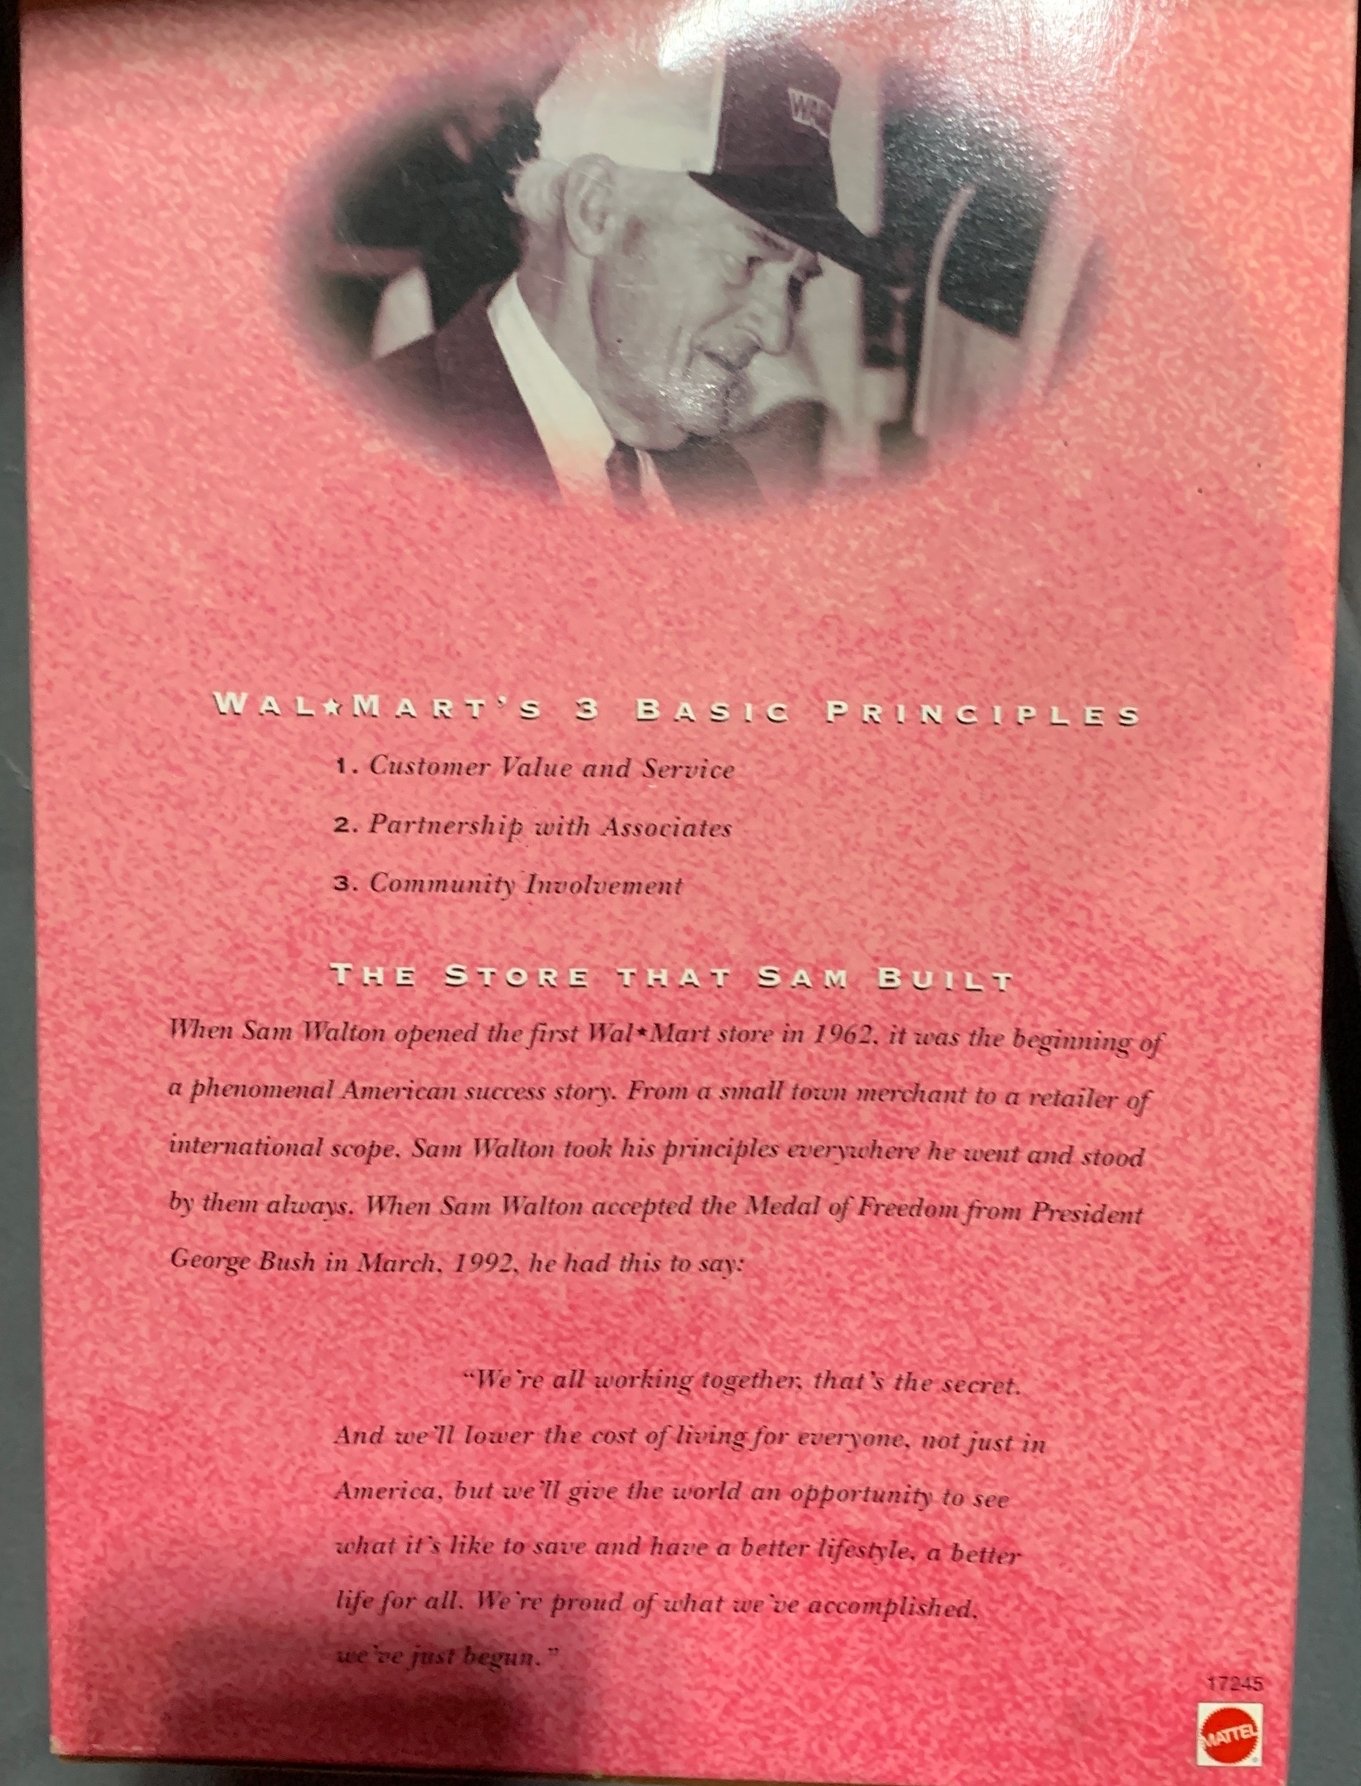 WAL
WAL★MART'S 3 BASIC PRINCIPLES
1. Customer Value and Service
2. Partnership with Associates
3. Community Involvement
THE STORE THAT SAM BUILT
When Sam Walton opened the first Wal★Mart store in 1962, it was the beginning of
a phenomenal American success story. From a small town merchant to a retailer of
international scope, Sam Walton took his principles everywhere he went and stood
by them always. When Sam Walton accepted the Medal of Freedom from President
George Bush in March, 1992, he had this to say:
“We're all working together, that's the secret.
And we'll lower the cost of living for everyone, not just in
America, but we'll give the world an opportunity to see
what it's like to save and have a better lifestyle, a better
life for all. We're proud of what we've accomplished,
we've just begun.”
17245
MATTEL